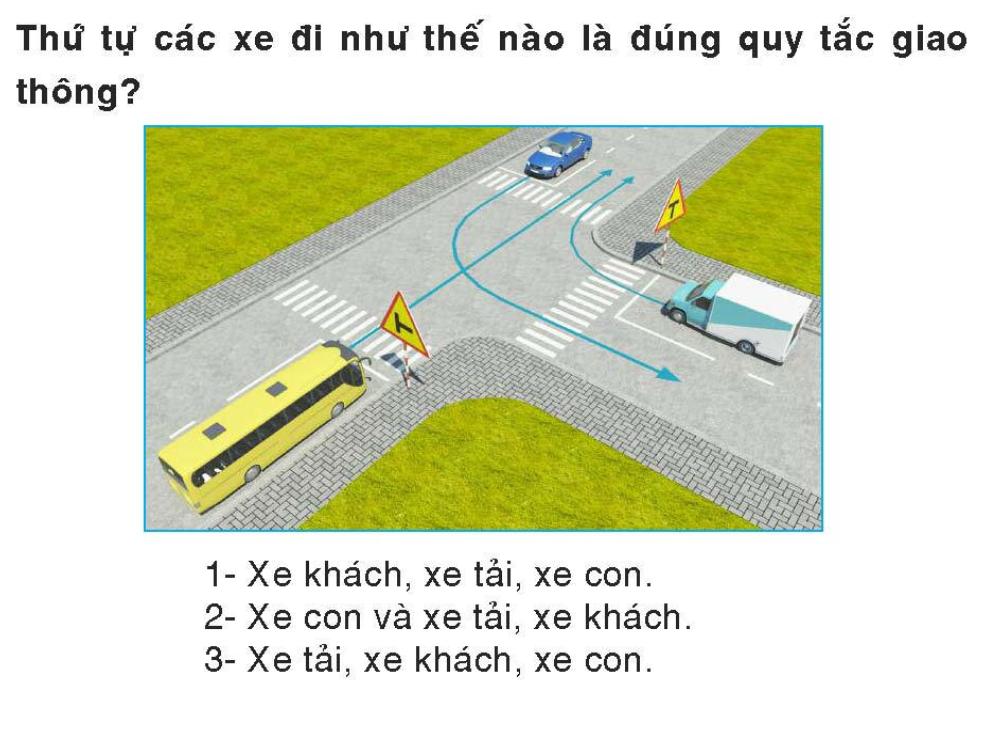 Thứ tự các xe đi như thế nào là đúng quy tắc giao
thông?
1- Xe khách, xe tải, xe con.
2- Xe con và xe tải, xe khách.
3- Xe tải, xe khách, xe con.